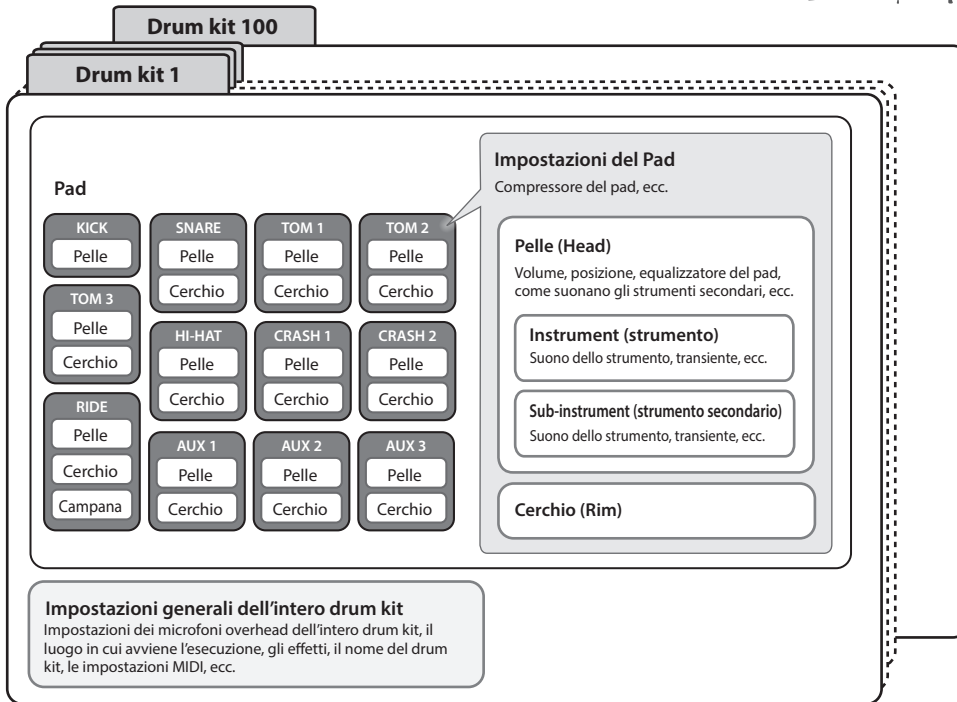 Drum kit 100
Drum kit 1
Pad
KICK
Pelle
SNARE
Pelle
Cerchio
TOM 1
Pelle
Cerchio
TOM 2
Pelle
Cerchio
TOM 3
Pelle
Cerchio
HI-HAT
Pelle
Cerchio
CRASH 1
Pelle
Cerchio
CRASH 2
Pelle
Cerchio
RIDE
Pelle
Cerchio
Campana
AUX 1
Pelle
Cerchio
AUX 2
Pelle
Cerchio
AUX 3
Pelle
Cerchio
Impostazioni del Pad
Compressore del pad, ecc.
Pelle (Head)
Volume, posizione, equalizzatore del pad,
come suonano gli strumenti secondari, ecc.
Instrument (strumento)
Suono dello strumento, transiente, ecc.
Sub-instrument (strumento secondario)
Suono dello strumento, transiente, ecc.
Cerchio (Rim)
Impostazioni generali dell’intero drum kit
Impostazioni dei microfoni overhead dell’intero drum kit, il
luogo in cui avviene l’esecuzione, gli effetti, il nome del drum
kit, le impostazioni MIDI, ecc.